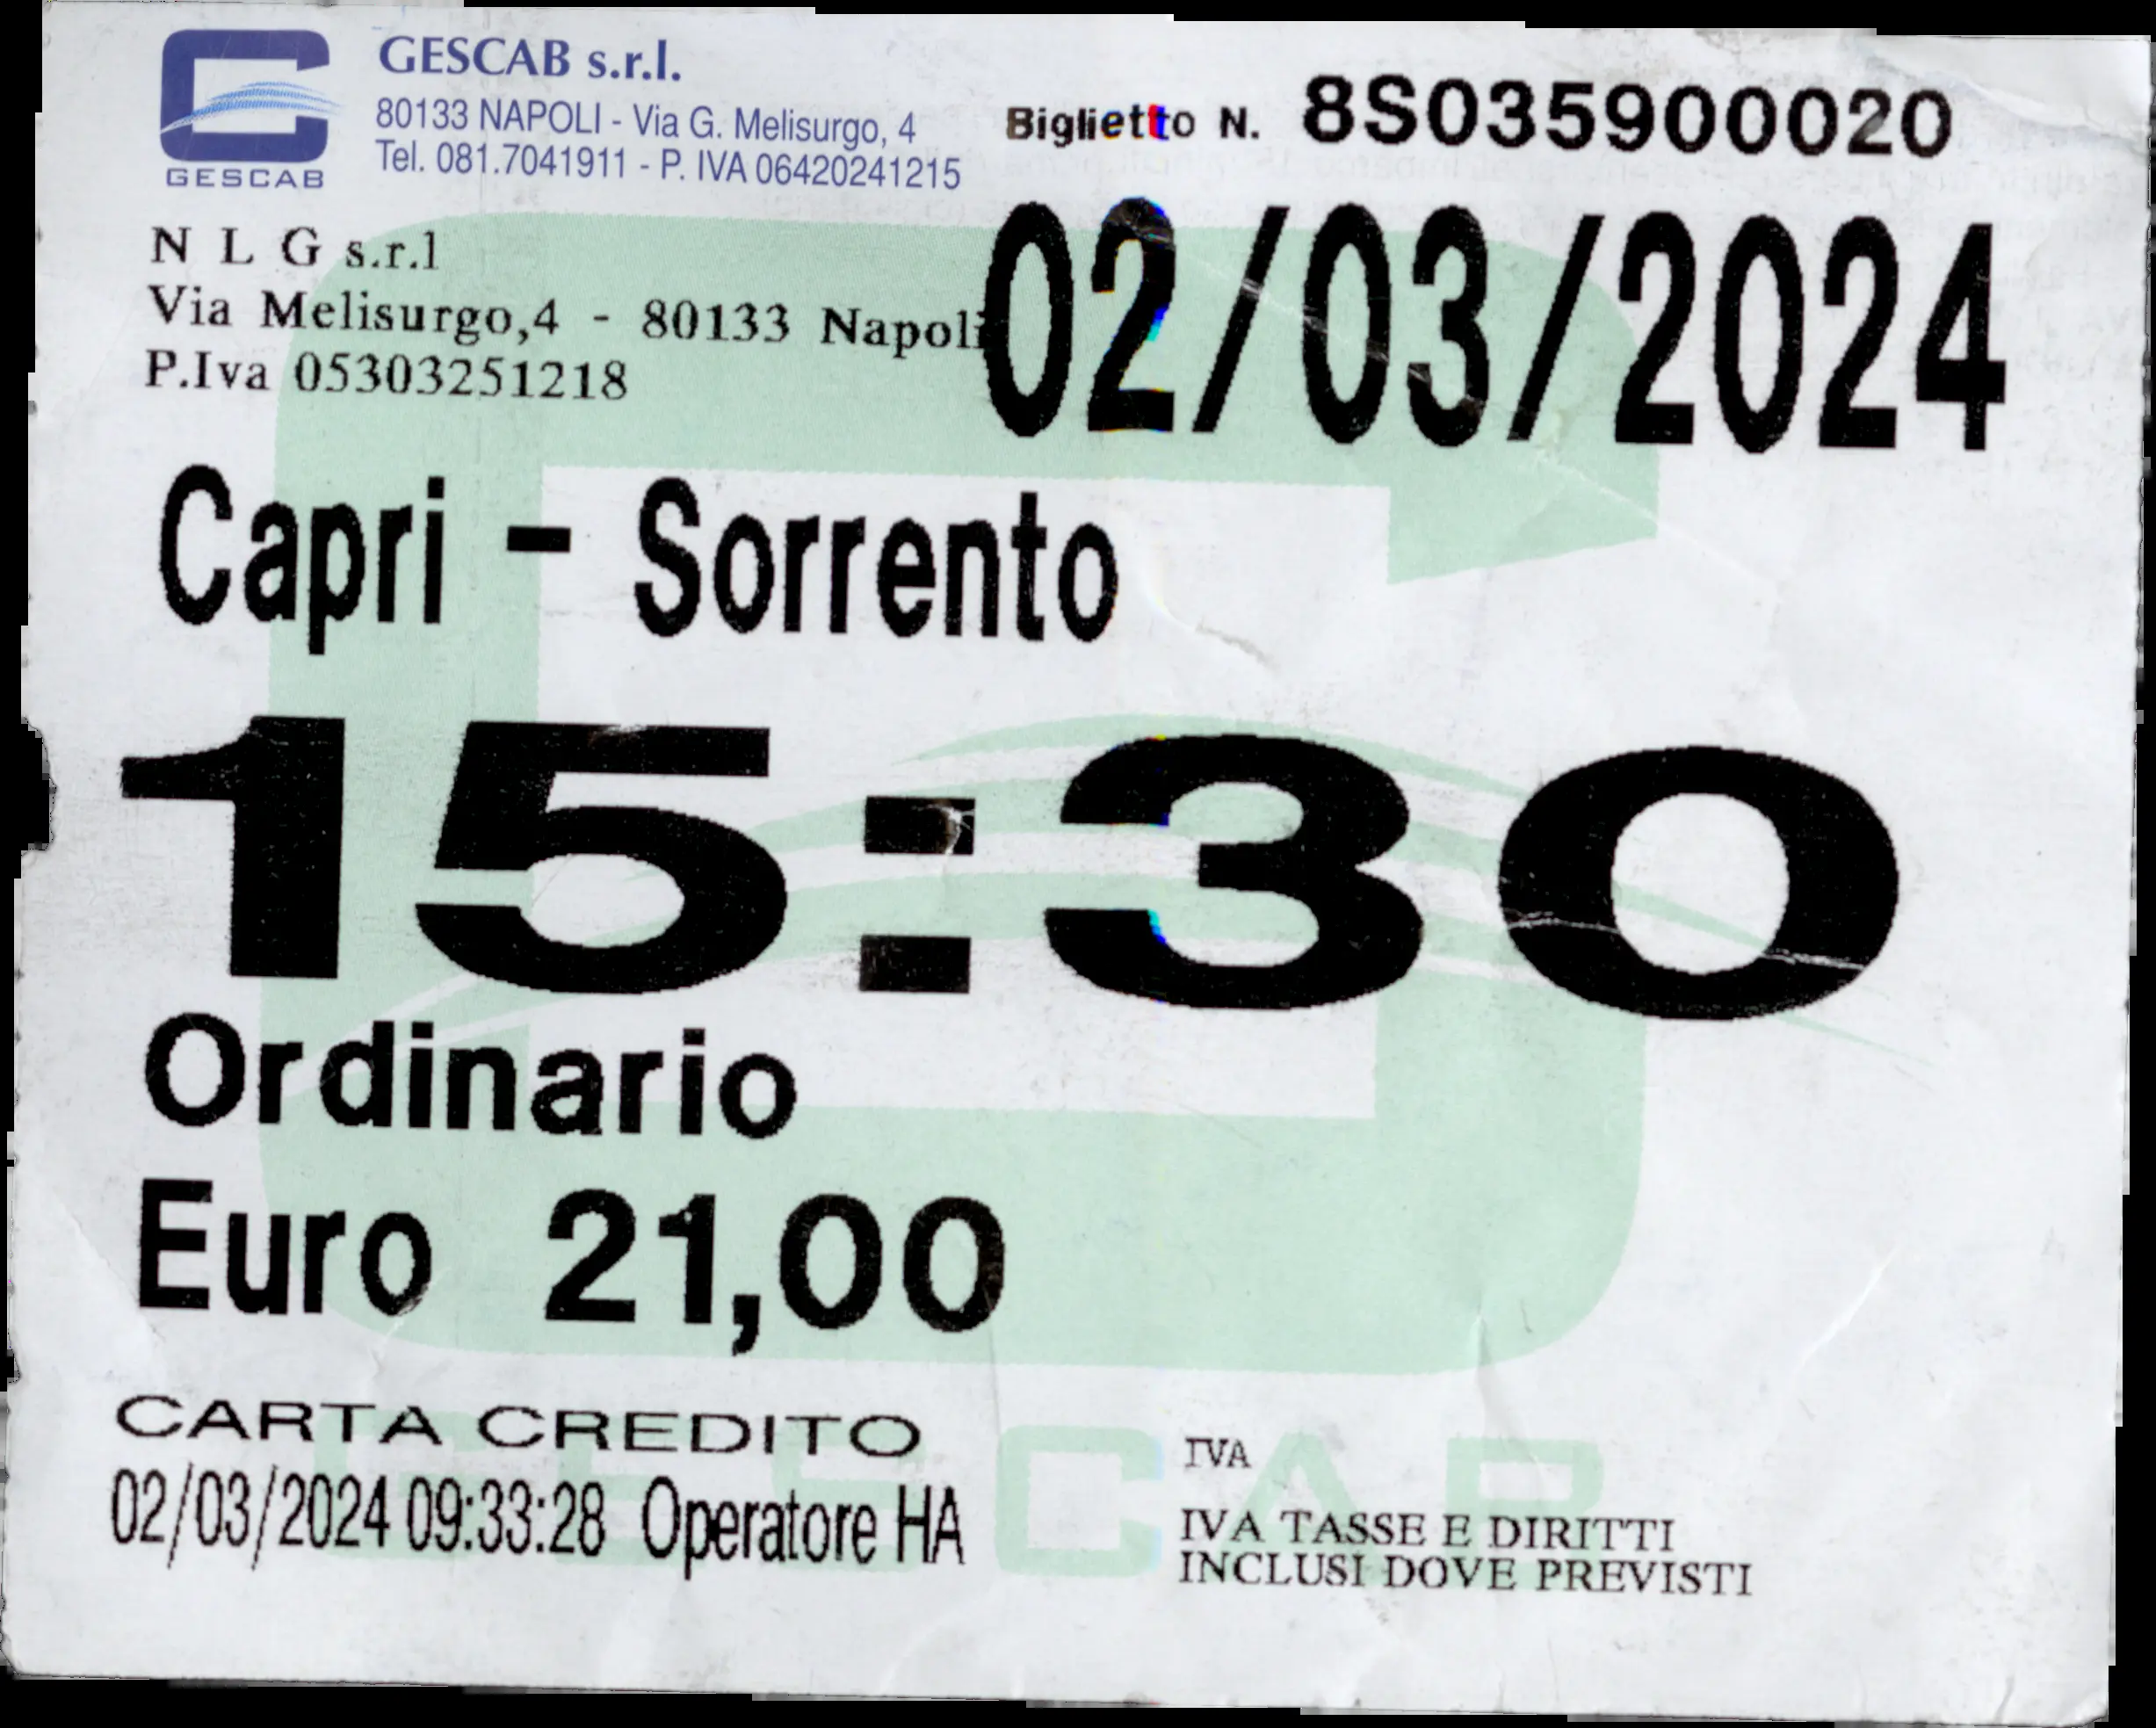 GESCAB s.r.l.
80133 NAPOLI - Via G. Melisurgo, 4
Tel. 081.7041911 - P. IVA 06420241215
GESCAB
Biglietto N. 8S035900020
N L G s.r.l
Via Melisurgo,4 - 80133 Napoli
P.Iva 05303251218
02/03/2024
Capri - Sorrento
15:30
Ordinario
Euro 21,00
CARTA CREDITO
02/03/2024 09:33:28 Operatore HA
IVA
IVA TASSE E DIRITTI
INCLUSI DOVE PREVISTI
GESCAB